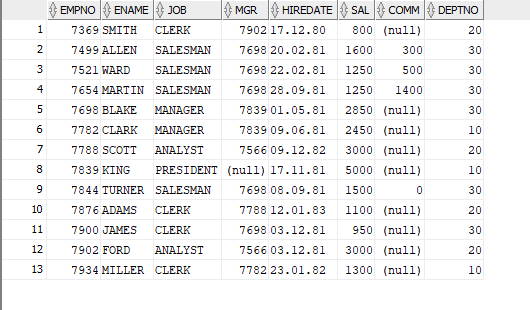 EMPNO ENAME JOB MGR HIREDATE SAL COMM DEPTNO
1 7369 SMITH CLERK 7902 17.12.80 800 (null) 20
2 7499 ALLEN SALESMAN 7698 20.02.81 1600 300 30
3 7521 WARD SALESMAN 7698 22.02.81 1250 500 30
4 7654 MARTIN SALESMAN 7698 28.09.81 1250 1400 30
5 7698 BLAKE MANAGER 7839 01.05.81 2850 (null) 30
6 7782 CLARK MANAGER 7839 09.06.81 2450 (null) 10
7 7788 SCOTT ANALYST 7566 09.12.82 3000 (null) 20
8 7839 KING PRESIDENT (null) 17.11.81 5000 (null) 10
9 7844 TURNER SALESMAN 7698 08.09.81 1500 0 30
10 7876 ADAMS CLERK 7788 12.01.83 1100 (null) 20
11 7900 JAMES CLERK 7698 03.12.81 950 (null) 30
12 7902 FORD ANALYST 7566 03.12.81 3000 (null) 20
13 7934 MILLER CLERK 7782 23.01.82 1300 (null) 10